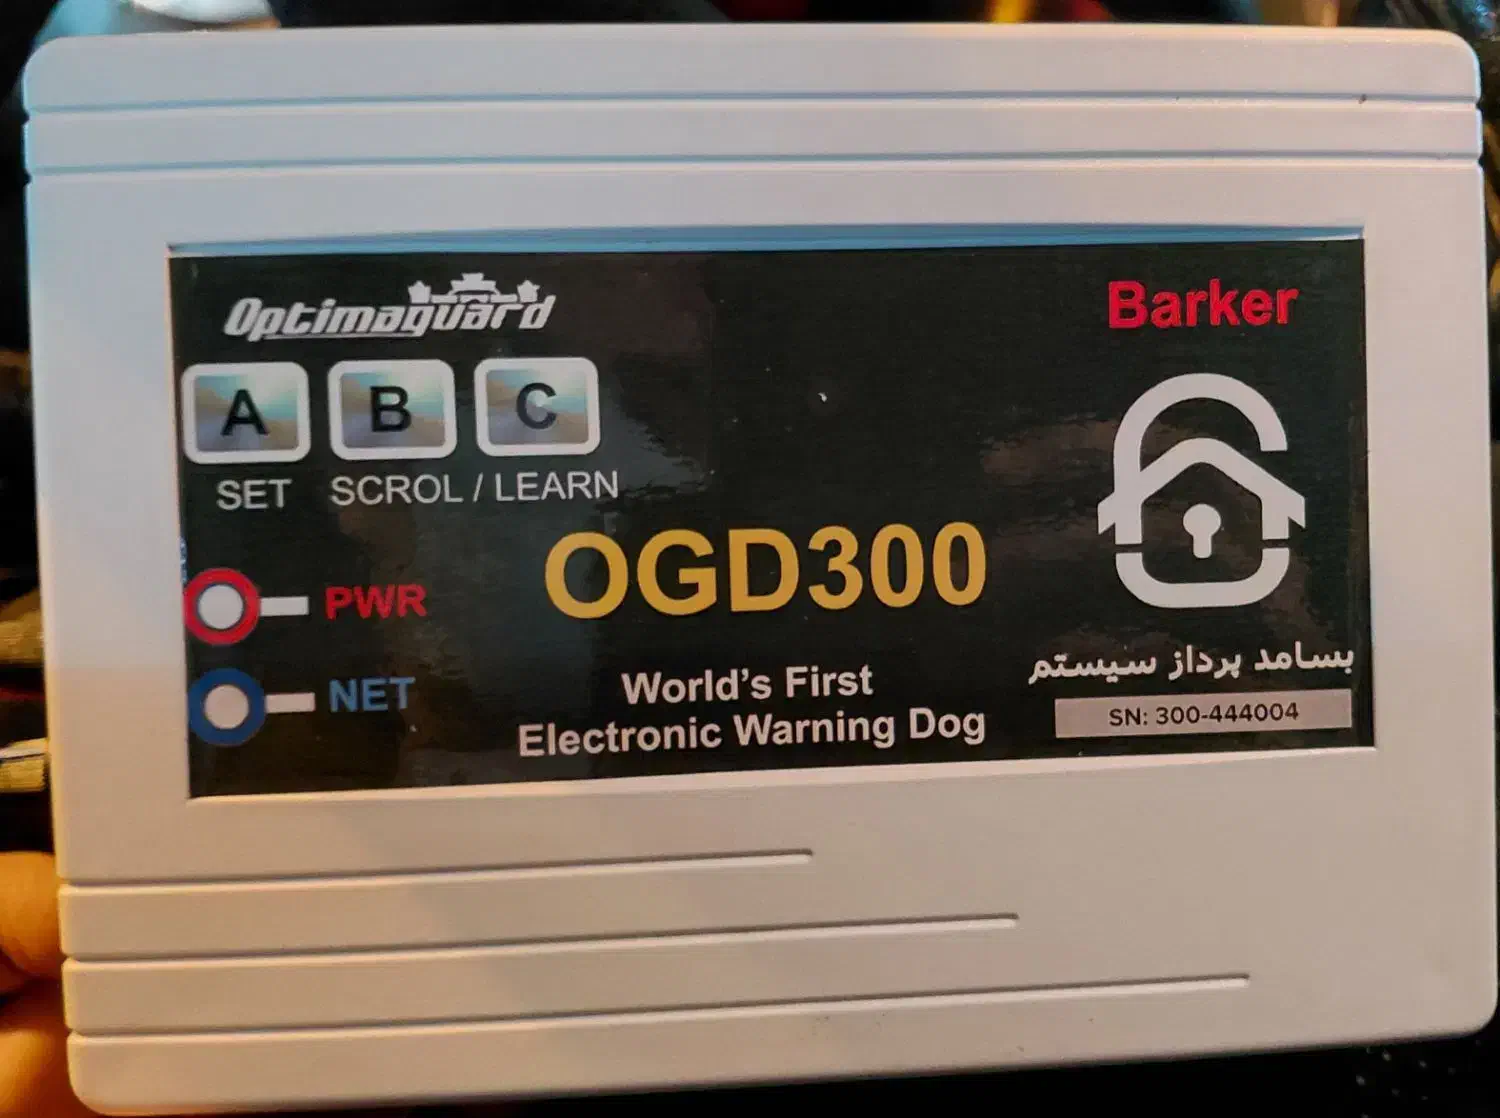 Optimaguard
Barker
A B C
SET SCROL / LEARN
OGD300
PWR
NET
World's First
Electronic Warning Dog
بسامد پرداز سیستم
SN: 300-444004